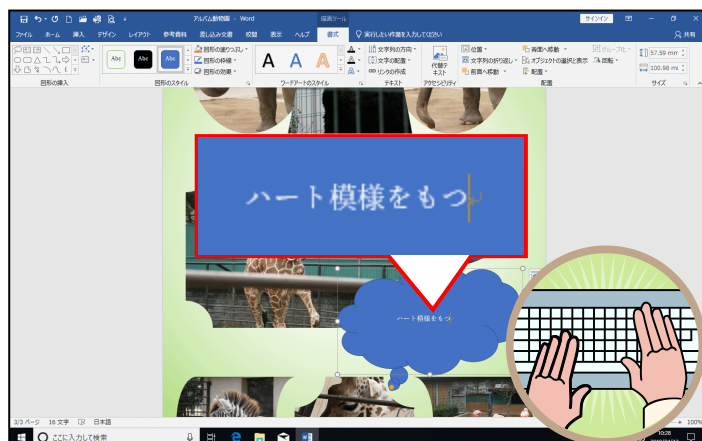 アルバム動物園 - Word
描画ツール
サインイン
ファイル ホーム 挿入 デザイン レイアウト 参考資料 差し込み文書 校閲 表示 ヘルプ 書式 実行したい作業を入力してください 共有
Abc Abc Abc
図形の塗りつぶし
図形の枠線
図形の効果
A A A
文字列の方向
文字の配置
リンクの作成
代替テ
キスト
位置
文字列の折り返し
前面へ移動
背面へ移動
オブジェクトの選択と表示
配置
グループ化
回転
57.59 mm
100.98 mm
図形の挿入 図形のスタイル ワードアートのスタイル テキスト アクセシビリティ 配置 サイズ
ハート模様をもつ
ハート模様をもつ
3/3 ページ 16 文字 日本語
100%
ここに入力して検索
10:28